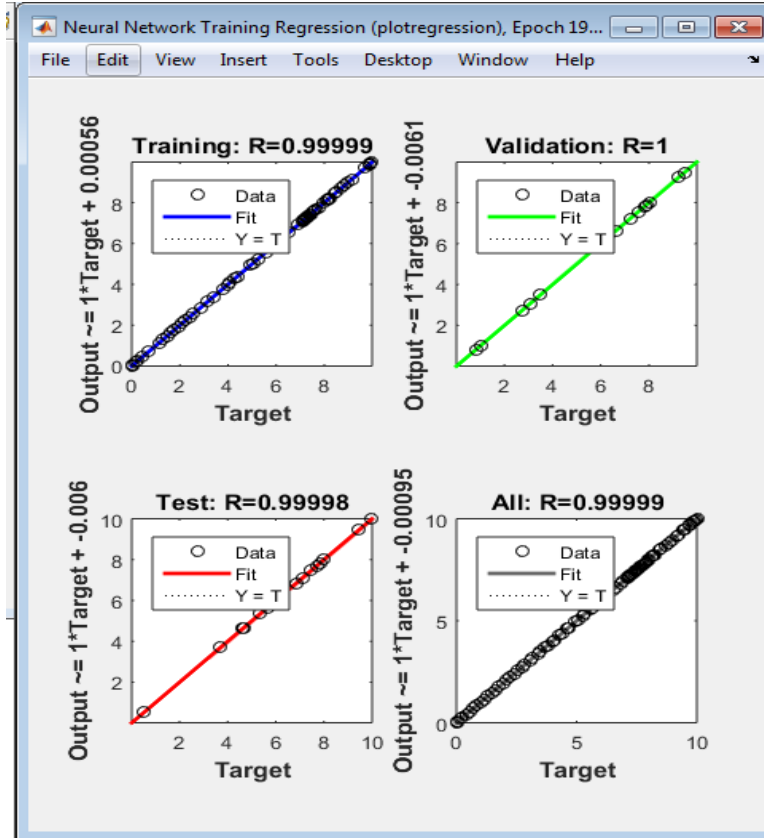 Neural Network Training Regression (plotregression), Epoch 19...
File Edit View Insert Tools Desktop Window Help
Training: R=0.99999
Output ~= 1*Target + 0.00056
Data
Fit
Y = T
8
6
4
2
0
0 2 4 6 8
Target
Validation: R=1
Output ~= 1*Target + -0.0061
Data
Fit
Y = T
8
6
4
2
2 4 6 8
Target
Test: R=0.99998
Output ~= 1*Target + -0.006
Data
Fit
Y = T
10
8
6
4
2
2 4 6 8 10
Target
All: R=0.99999
Output ~= 1*Target + -0.00095
Data
Fit
Y = T
10
5
0
0 5 10
Target